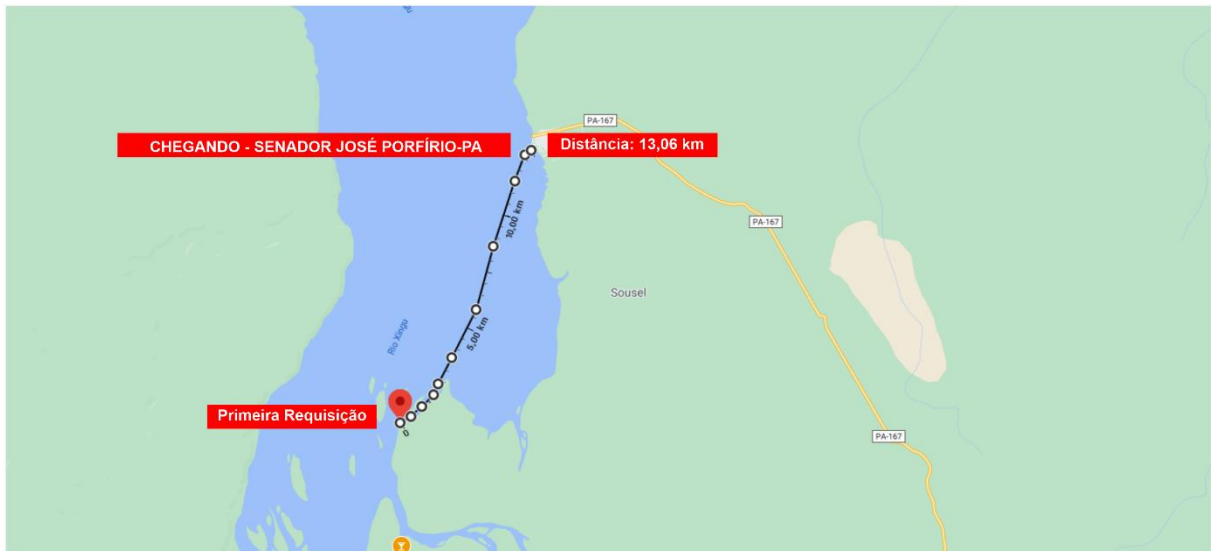 Xingu
PA-167
CHEGANDO - SENADOR JOSÉ PORFÍRIO-PA
Distância: 13,06 km
10,00 km
PA-167
Sousel
5,00 km
Rio Xingu
Primeira Requisição
0
PA-167